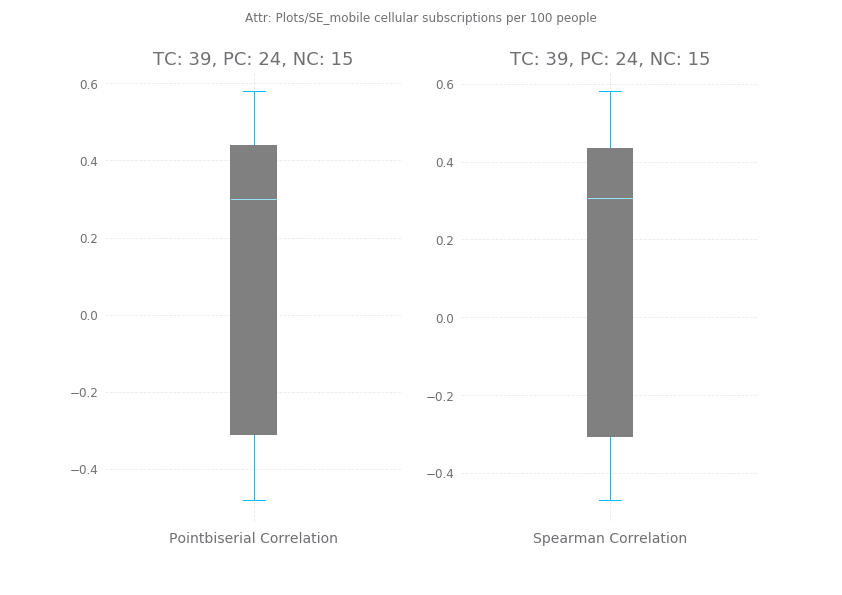 Attr: Plots/SE_mobile cellular subscriptions per 100 people
TC: 39, PC: 24, NC: 15
0.6
0.4
0.2
0.0
−0.2
−0.4
Pointbiserial Correlation
TC: 39, PC: 24, NC: 15
0.6
0.4
0.2
0.0
−0.2
−0.4
Spearman Correlation